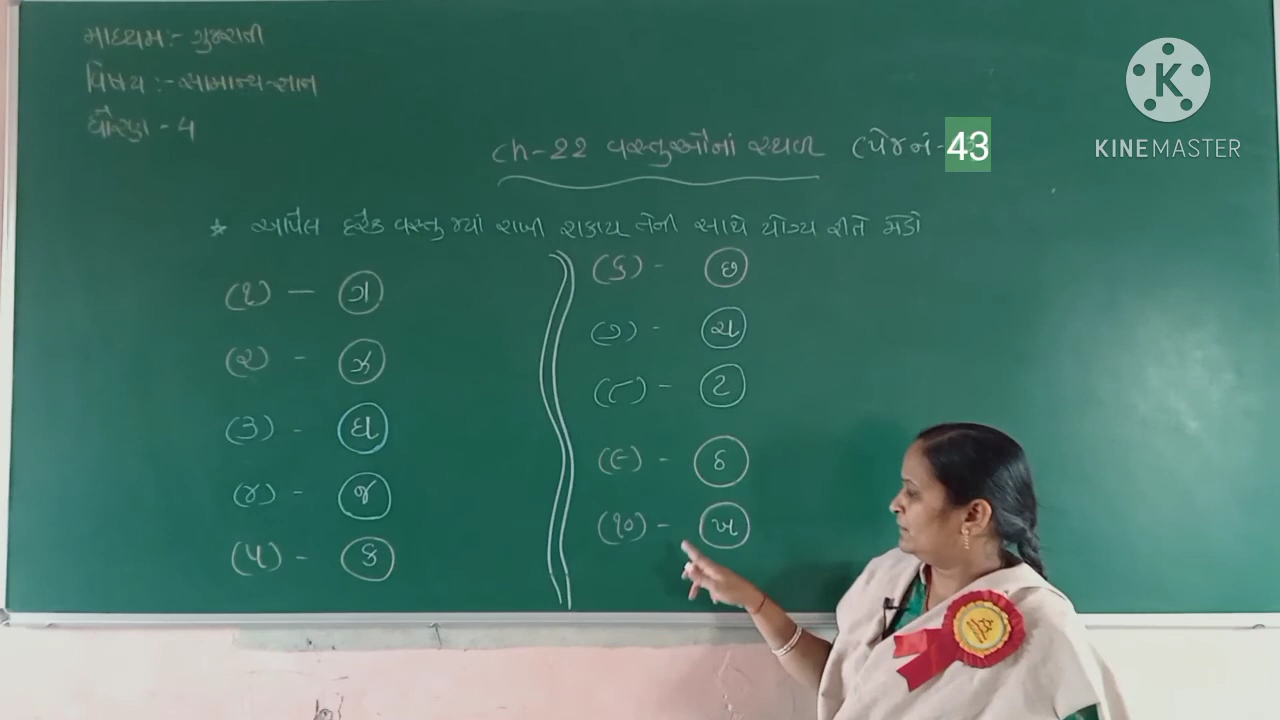 માધ્યમ:- ગુજરાતી
વિષય:- સામાન્ય-જ્ઞાન
ધોરણ - 4
Ch-22 વસ્તુઓનાં સ્થળ (પેજનં- 43
★ આપેલ દરેક વસ્તુ જ્યાં રાખી શકાય તેની સાથે યોગ્ય રીતે જોડો
(૧) – ગ
(૨) - ઝ
(૩) - ઘ
(૪) - જ
(૫) - ક
(૬) - છ
(૭) - ચ
(૮) - ટ
(૯) - ઠ
(૧૦) - ખ
K
KINEMASTER